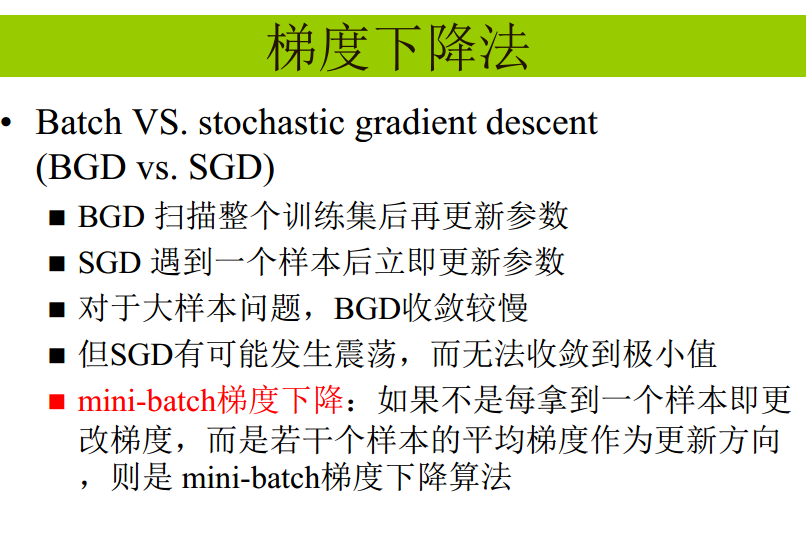 梯度下降法
• Batch VS. stochastic gradient descent
(BGD vs. SGD)
■ BGD 扫描整个训练集后再更新参数
■ SGD 遇到一个样本后立即更新参数
■ 对于大样本问题，BGD收敛较慢
■ 但SGD有可能发生震荡，而无法收敛到极小值
■ mini-batch梯度下降：如果不是每拿到一个样本即更
改梯度，而是若干个样本的平均梯度作为更新方向
，则是 mini-batch梯度下降算法